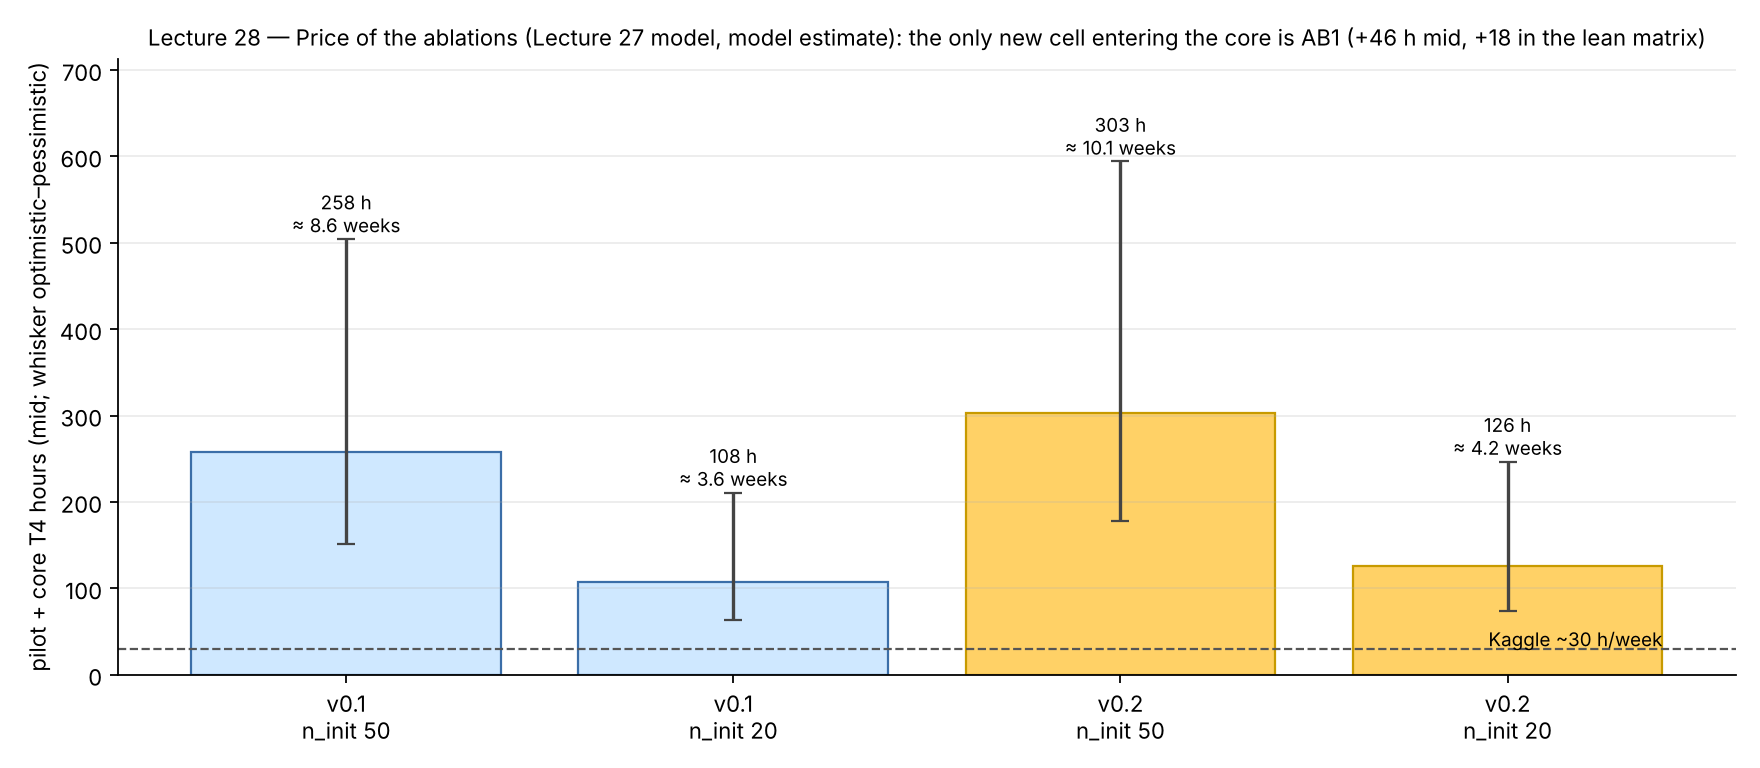 Lecture 28 — Price of the ablations (Lecture 27 model, model estimate): the only new cell entering the core is AB1 (+46 h mid, +18 in the lean matrix)
pilot + core T4 hours (mid; whisker optimistic–pessimistic)
700
600
500
400
300
200
100
0
258 h
≈ 8.6 weeks
108 h
≈ 3.6 weeks
303 h
≈ 10.1 weeks
126 h
≈ 4.2 weeks
Kaggle ~30 h/week
v0.1
n_init 50
v0.1
n_init 20
v0.2
n_init 50
v0.2
n_init 20